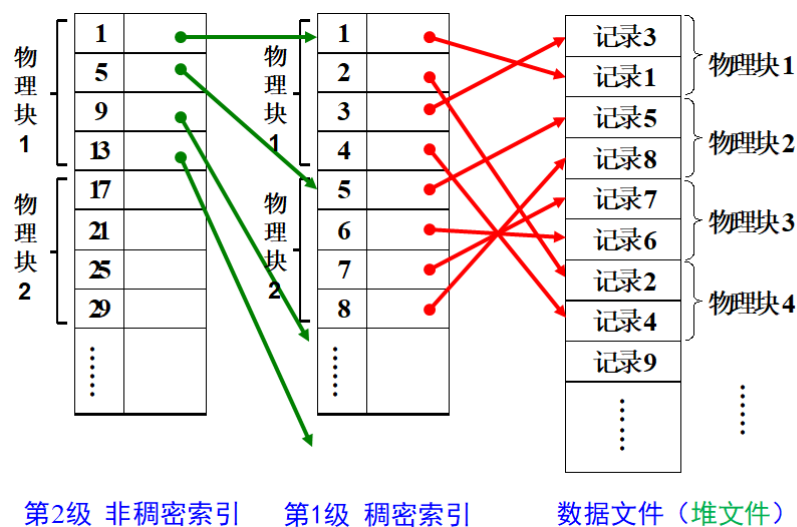 物理块1
1
5
9
13
物理块2
17
21
25
29
……
物理块1
1
2
3
4
物理块2
5
6
7
8
……
记录3
记录1
物理块1
记录5
记录8
物理块2
记录7
记录6
物理块3
记录2
记录4
物理块4
记录9
……
……
第2级 非稠密索引
第1级 稠密索引
数据文件（堆文件）